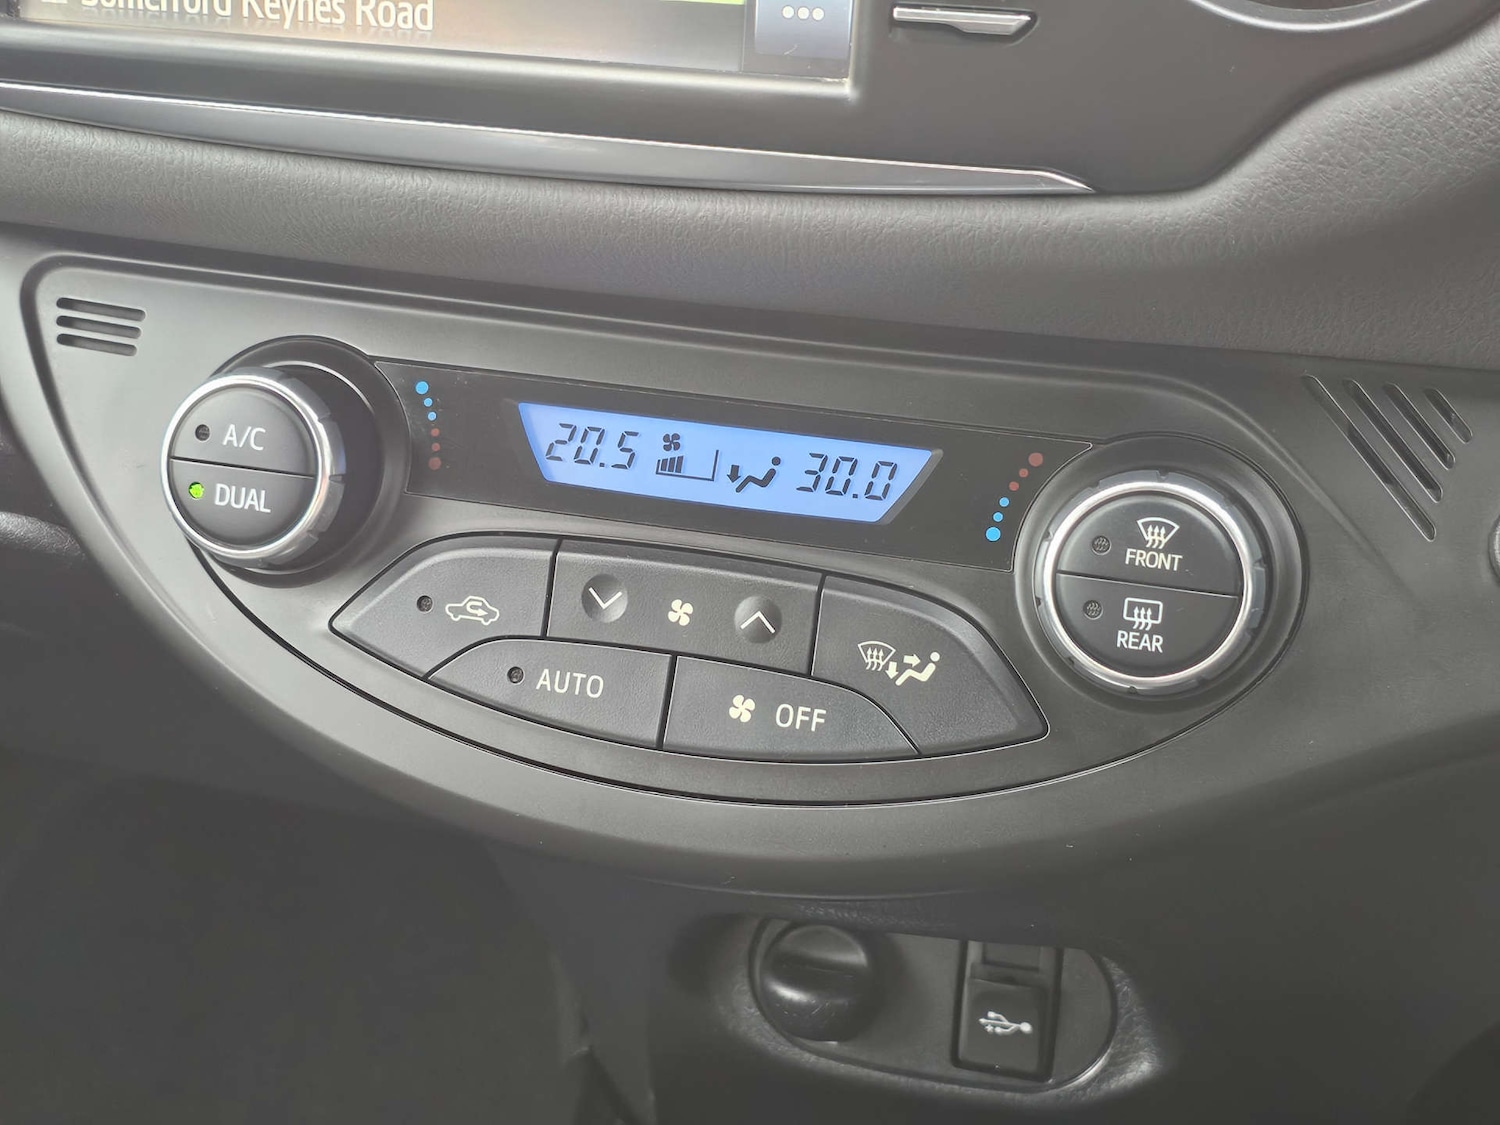 Somerford Keynes Road
A/C
DUAL
20.5
30.0
FRONT
REAR
AUTO
OFF